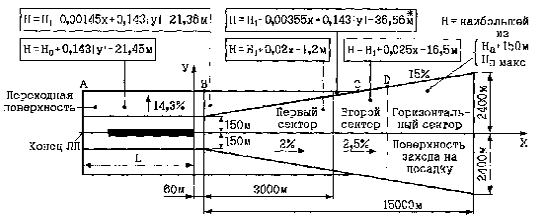 H=H₁-0,00145x+0,143|y|-21,36м
H=H₁-0,00355x+0,143|y|-36,56м*
H=наибольшей
из
Hа+150м
Hп макс
H=H₀+0,143|y|-21,45м
H=H₁+0,02x-1,2м
H=H₁+0,025x-16,5м
A
У
B
C
D
15%
Переходная
поверхность
14,3%
2400м
150м
Первый
сектор
Второй
сектор
Горизонталь-
ный сектор
X
Конец ЛП
150м
2%
2,5%
Поверхность
захода на
посадку
2400м
L
60м
3000м
15000м